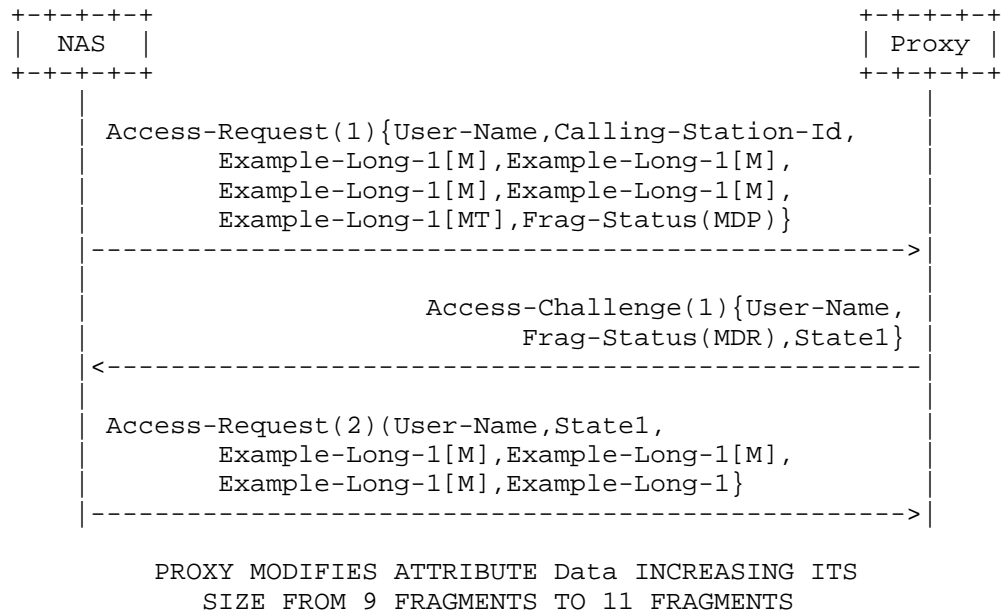 +-+-+-+-+ +-+-+-+-+
| NAS | | Proxy |
+-+-+-+-+ +-+-+-+-+
Access-Request(1){User-Name,Calling-Station-Id,
Example-Long-1[M],Example-Long-1[M],
Example-Long-1[M],Example-Long-1[M],
Example-Long-1[MT],Frag-Status(MDP)}
Access-Challenge(1){User-Name,
Frag-Status(MDR),State1}
Access-Request(2)(User-Name,State1,
Example-Long-1[M],Example-Long-1[M],
Example-Long-1[M],Example-Long-1}
PROXY MODIFIES ATTRIBUTE Data INCREASING ITS
SIZE FROM 9 FRAGMENTS TO 11 FRAGMENTS